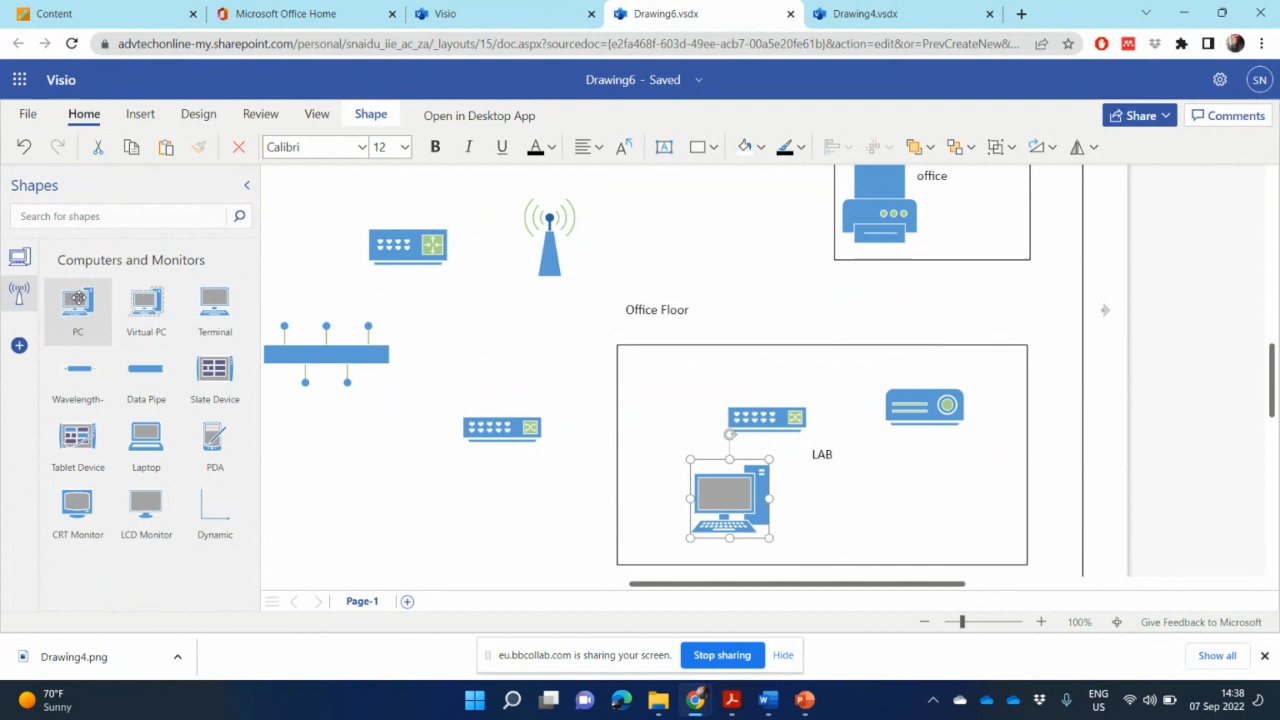 Content
Microsoft Office Home
Visio
Drawing6.vsdx
Drawing4.vsdx
advtechonline-my.sharepoint.com/personal/snaidu_iie_ac_za/_layouts/15/doc.aspx?sourcedoc={e2fa468f-603d-49ee-acb7-00a5e20fe61b}&action=edit&or=PrevCreateNew&...
Visio
Drawing6 - Saved
SN
File
Home
Insert
Design
Review
View
Shape
Open in Desktop App
Share
Comments
Calibri
12
B
I
U
A
Shapes
Search for shapes
Computers and Monitors
PC
Virtual PC
Terminal
Wavelength-
Data Pipe
Slate Device
Tablet Device
Laptop
PDA
CRT Monitor
LCD Monitor
Dynamic
office
Office Floor
LAB
Page-1
100%
Give Feedback to Microsoft
Drawing4.png
eu.bbcollab.com is sharing your screen.
Stop sharing
Hide
Show all
70°F
Sunny
ENG
US
14:38
07 Sep 2022